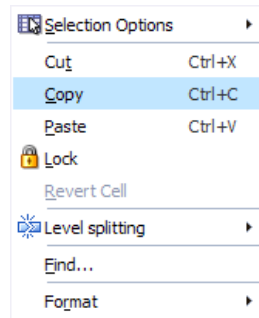 Selection Options
Cut Ctrl+X
Copy Ctrl+C
Paste Ctrl+V
Lock
Revert Cell
Level splitting
Find...
Format